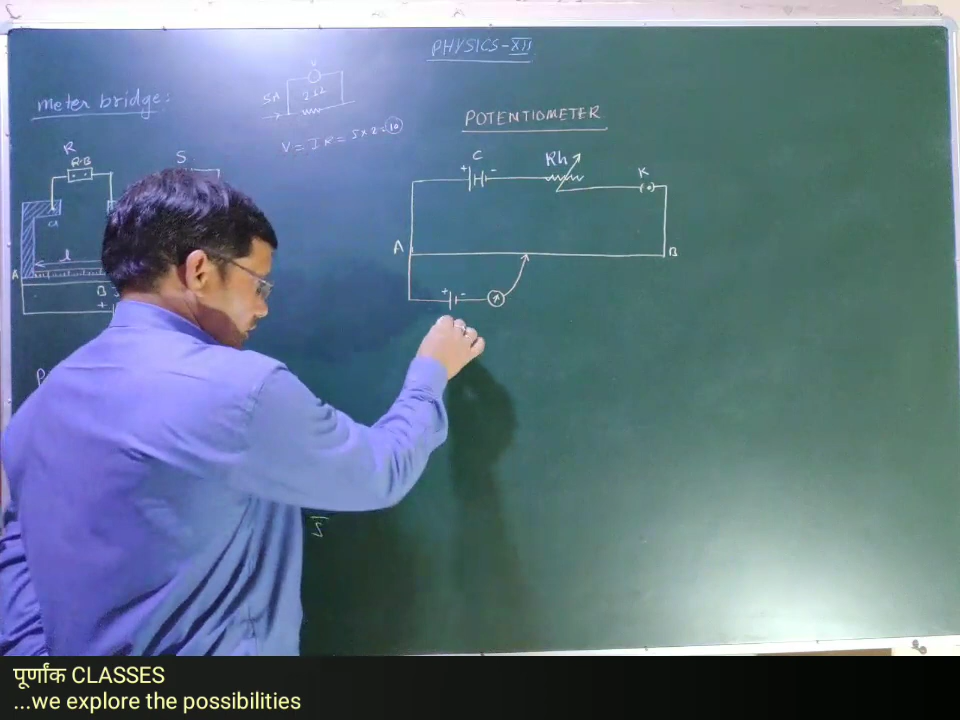 PHYSICS-XII
meter bridge:
V
5A
2Ω
V = IR = 5×2 = 10
POTENTIOMETER
R
R·B
S
C
+ -
Rh
K
a
l
A
B
A
B
+
+ -
S
पूर्णांक CLASSES
...we explore the possibilities